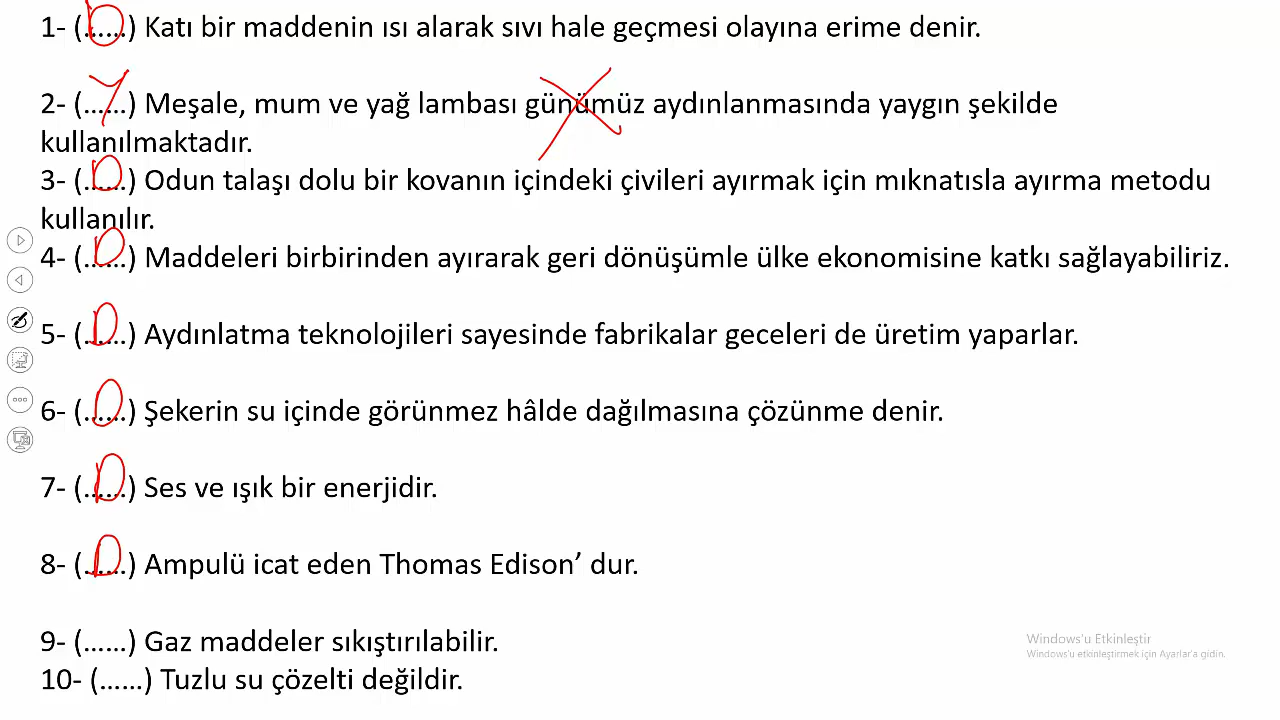 1- (...D...) Katı bir maddenin ısı alarak sıvı hale geçmesi olayına erime denir.
2- (...Y...) Meşale, mum ve yağ lambası günümüz aydınlanmasında yaygın şekilde
kullanılmaktadır.
3- (...D...) Odun talaşı dolu bir kovanın içindeki çivileri ayırmak için mıknatısla ayırma metodu
kullanılır.
4- (...D...) Maddeleri birbirinden ayırarak geri dönüşümle ülke ekonomisine katkı sağlayabiliriz.
5- (...D...) Aydınlatma teknolojileri sayesinde fabrikalar geceleri de üretim yaparlar.
6- (...D...) Şekerin su içinde görünmez hâlde dağılmasına çözünme denir.
7- (...D...) Ses ve ışık bir enerjidir.
8- (...D...) Ampulü icat eden Thomas Edison’ dur.
9- (......) Gaz maddeler sıkıştırılabilir.
10- (......) Tuzlu su çözelti değildir.
Windows'u Etkinleştir
Windows'u etkinleştirmek için Ayarlar'a gidin.